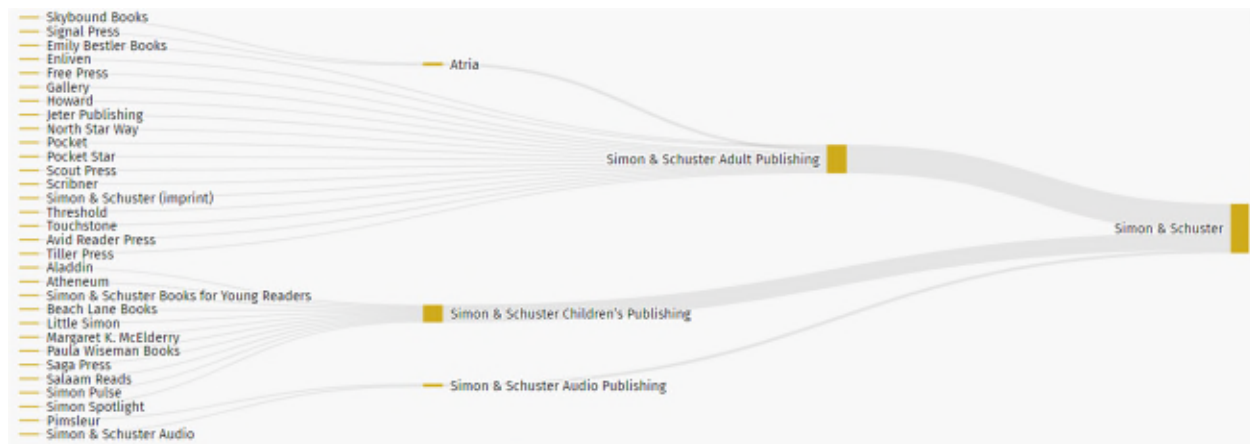 Skybound Books
Signal Press
Emily Bestler Books
Enliven
Free Press
Gallery
Howard
Jeter Publishing
North Star Way
Pocket
Pocket Star
Scout Press
Scribner
Simon & Schuster (imprint)
Threshold
Touchstone
Avid Reader Press
Tiller Press
Aladdin
Atheneum
Simon & Schuster Books for Young Readers
Beach Lane Books
Little Simon
Margaret K. McElderry
Paula Wiseman Books
Saga Press
Salaam Reads
Simon Pulse
Simon Spotlight
Pimsleur
Simon & Schuster Audio
Atria
Simon & Schuster Children's Publishing
Simon & Schuster Audio Publishing
Simon & Schuster Adult Publishing
Simon & Schuster